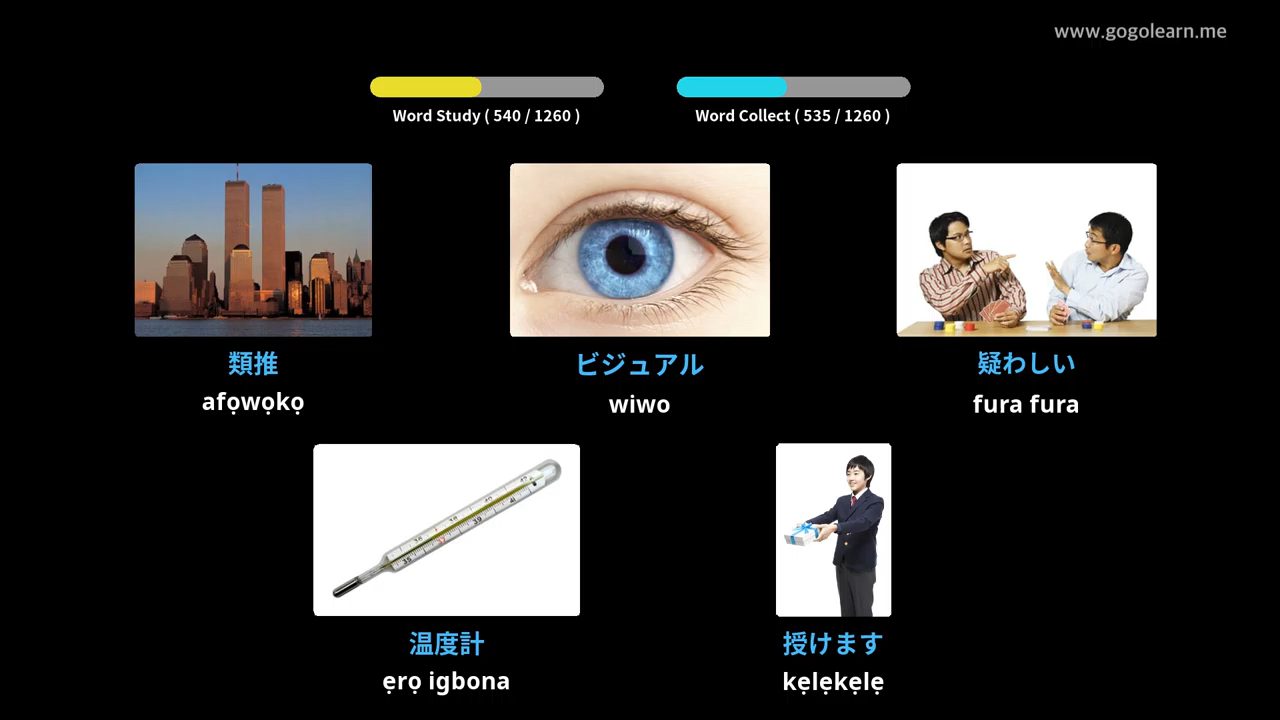 www.gogolearn.me
Word Study ( 540 / 1260 )
Word Collect ( 535 / 1260 )
類推
afọwọkọ
ビジュアル
wiwo
疑わしい
fura fura
温度計
ẹrọ igbona
授けます
kẹlẹkẹlẹ